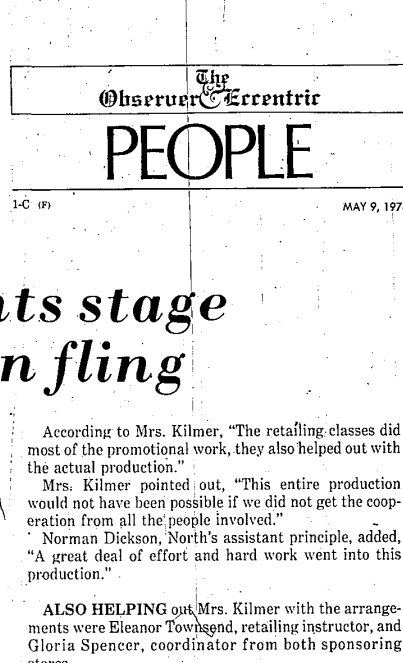 The
Observer & Eccentric
PEOPLE
1-C (F)
MAY 9, 197
ts stage
n fling
According to Mrs. Kilmer, “The retailing classes did
most of the promotional work, they also helped out with
the actual production.”
Mrs. Kilmer pointed out, “This entire production
would not have been possible if we did not get the coop-
eration from all the people involved.”
Norman Dickson, North's assistant principle, added,
“A great deal of effort and hard work went into this
production.”
ALSO HELPING out Mrs. Kilmer with the arrange-
ments were Eleanor Townsend, retailing instructor, and
Gloria Spencer, coordinator from both sponsoring